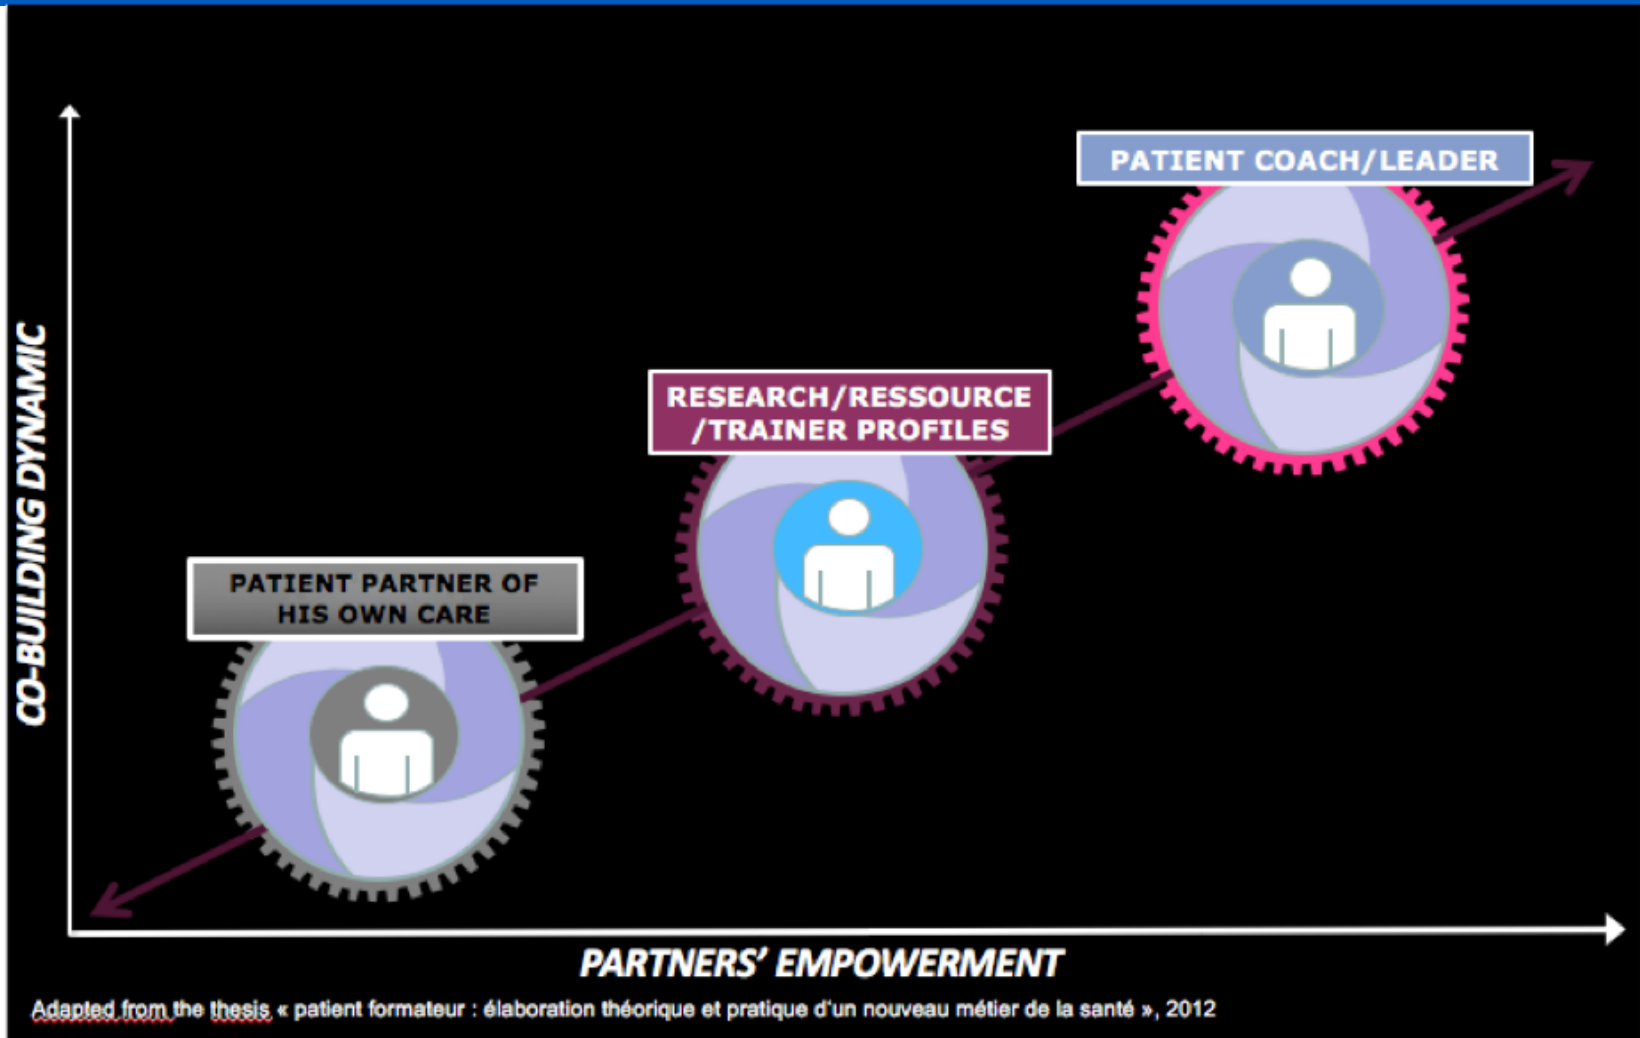 PATIENT COACH/LEADER
RESEARCH/RESSOURCE
/TRAINER PROFILES
PATIENT PARTNER OF
HIS OWN CARE
CO-BUILDING DYNAMIC
PARTNERS' EMPOWERMENT
Adapted from the thesis « patient formateur : élaboration théorique et pratique d'un nouveau métier de la santé », 2012